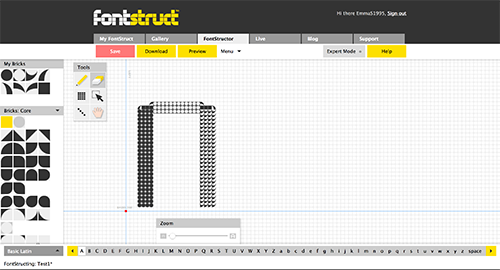 fontstruct
Hi there Emma51995, Sign out
My FontStruct Gallery FontStructor Live Blog Support
Save Download Preview Menu Expert Mode Help
My Bricks
Tools
Bricks: Core
Zoom
Basic Latin A B C D E F G H I J K L M N O P Q R S T U V W X Y Z a b c d e f g h i j k l m n o p q r s t u v w x y z space
FontStructing: Test1*